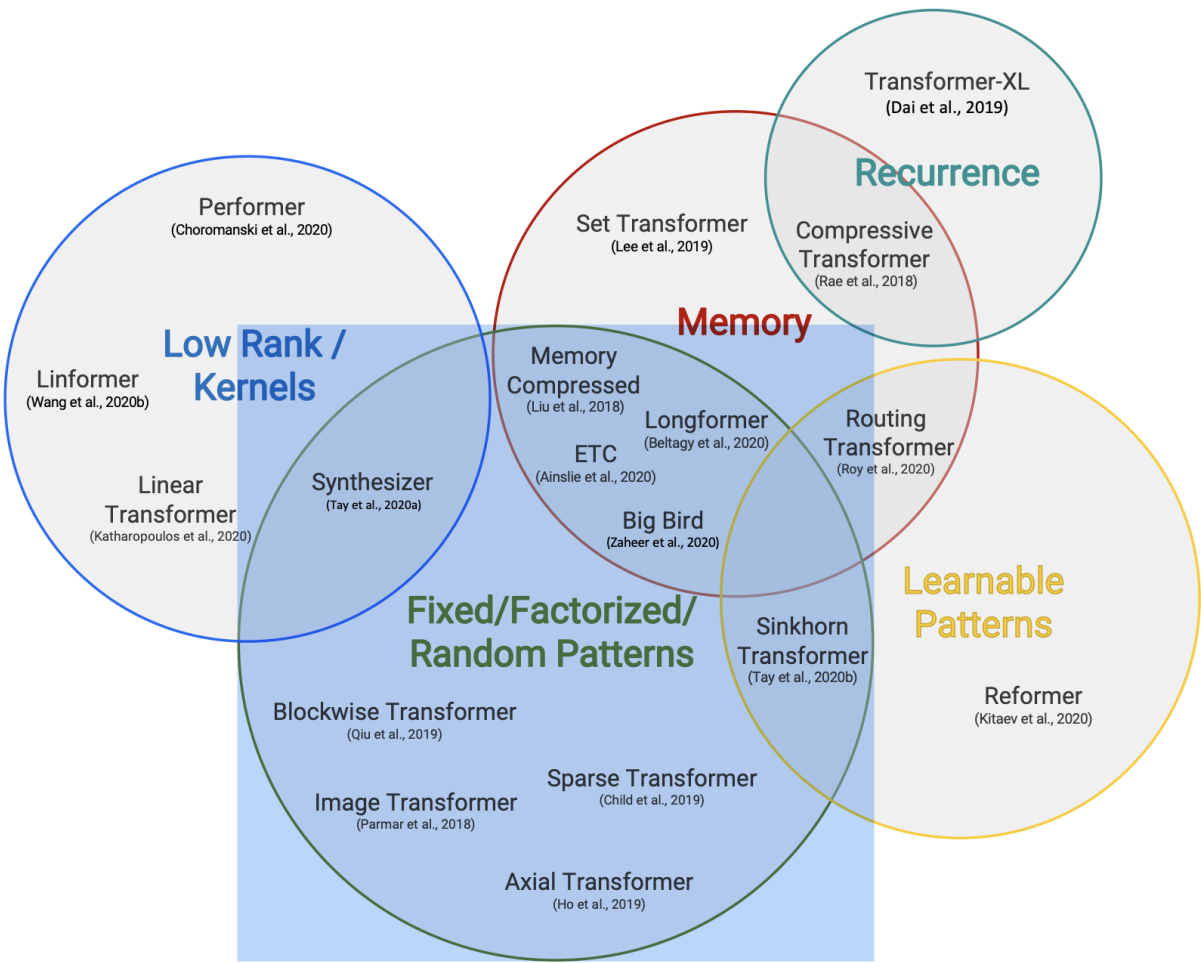 Transformer-XL
(Dai et al., 2019)
Recurrence
Compressive
Transformer
(Rae et al., 2018)
Set Transformer
(Lee et al., 2019)
Memory
Performer
(Choromanski et al., 2020)
Low Rank /
Kernels
Linformer
(Wang et al., 2020b)
Linear
Transformer
(Katharopoulos et al., 2020)
Synthesizer
(Tay et al., 2020a)
Memory
Compressed
(Liu et al., 2018)
Longformer
(Beltagy et al., 2020)
ETC
(Ainslie et al., 2020)
Big Bird
(Zaheer et al., 2020)
Routing
Transformer
(Roy et al., 2020)
Learnable
Patterns
Fixed/Factorized/
Random Patterns
Sinkhorn
Transformer
(Tay et al., 2020b)
Reformer
(Kitaev et al., 2020)
Blockwise Transformer
(Qiu et al., 2019)
Sparse Transformer
(Child et al., 2019)
Image Transformer
(Parmar et al., 2018)
Axial Transformer
(Ho et al., 2019)